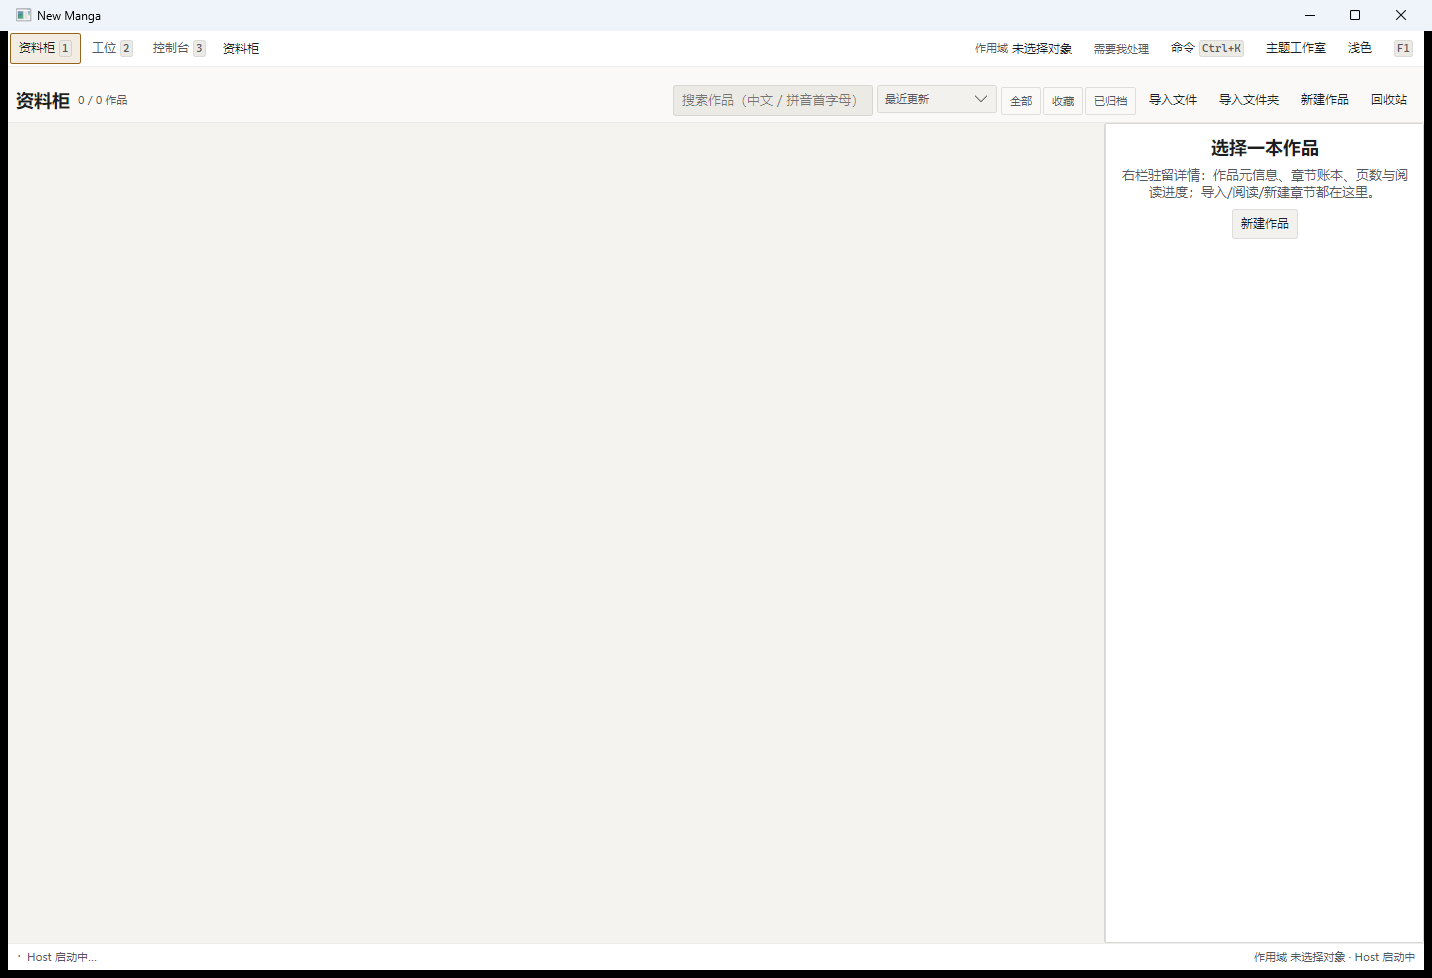 New Manga
资料柜 1 工位 2 控制台 3 资料柜 作用域 未选择对象 需要我处理 命令 Ctrl+K 主题工作室 浅色 F1
资料柜 0 / 0 作品 搜索作品（中文 / 拼音首字母） 最近更新 全部 收藏 已归档 导入文件 导入文件夹 新建作品 回收站
选择一本作品
右栏驻留详情：作品元信息、章节账本、页数与阅
读进度；导入/阅读/新建章节都在这里。
新建作品
· Host 启动中... 作用域 未选择对象 · Host 启动中